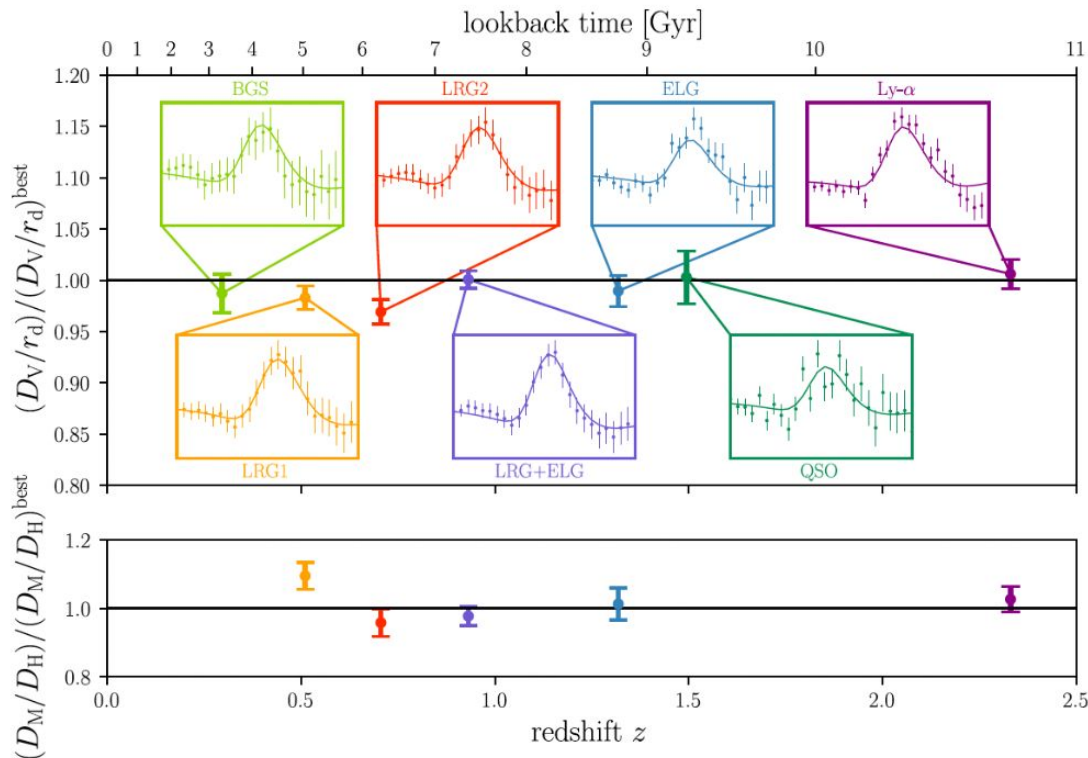 lookback time [Gyr]
0 1 2 3 4 5 6 7 8 9 10 11
1.20
1.15
1.10
1.05
1.00
0.95
0.90
0.85
0.80
(D_V/r_d)/(D_V/r_d)^best
BGS LRG2 ELG Ly-α
LRG1 LRG+ELG QSO
1.2
1.0
0.8
(D_M/D_H)/(D_M/D_H)^best
0.0 0.5 1.0 1.5 2.0 2.5
redshift z